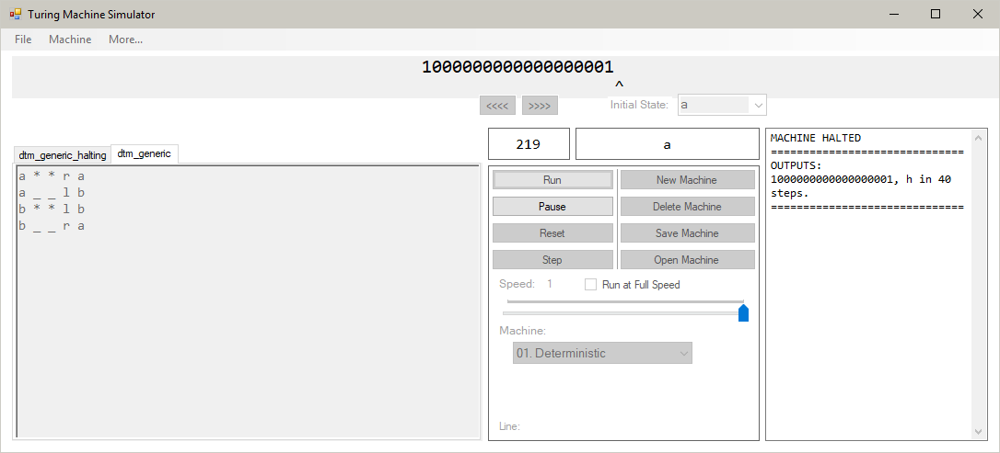 Turing Machine Simulator
File Machine More...
1000000000000000001
^
<<<< >>>> Initial State: a
dtm_generic_halting dtm_generic
a * * r a
a _ _ l b
b * * l b
b _ _ r a
219 a
Run New Machine
Pause Delete Machine
Reset Save Machine
Step Open Machine
Speed: 1 Run at Full Speed
Machine:
01. Deterministic
Line:
MACHINE HALTED
==============================
OUTPUTS:
1000000000000000001, h in 40
steps.
==============================